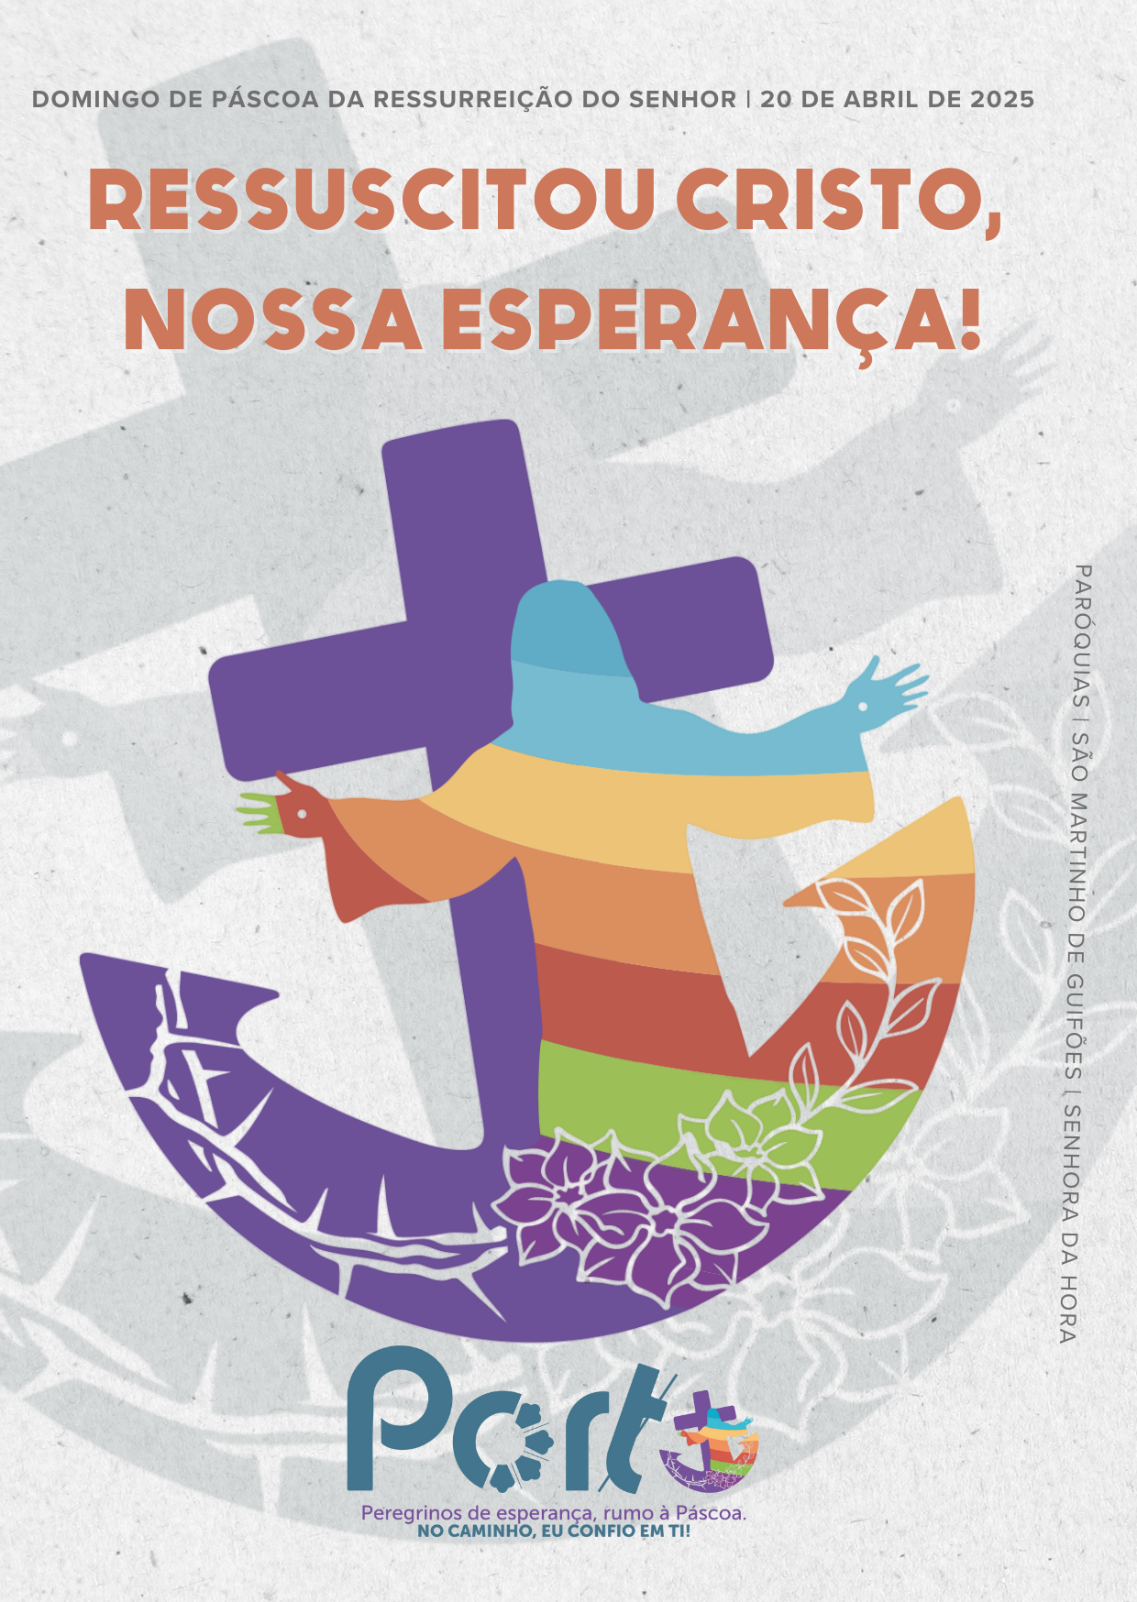 DOMINGO DE PÁSCOA DA RESSURREIÇÃO DO SENHOR | 20 DE ABRIL DE 2025
RESSUSCITOU CRISTO,
NOSSA ESPERANÇA!
PARÓQUIAS | SÃO MARTINHO DE GUIFÕES | SENHORA DA HORA
Porto
Peregrinos de esperança, rumo à Páscoa.
NO CAMINHO, EU CONFIO EM TI!